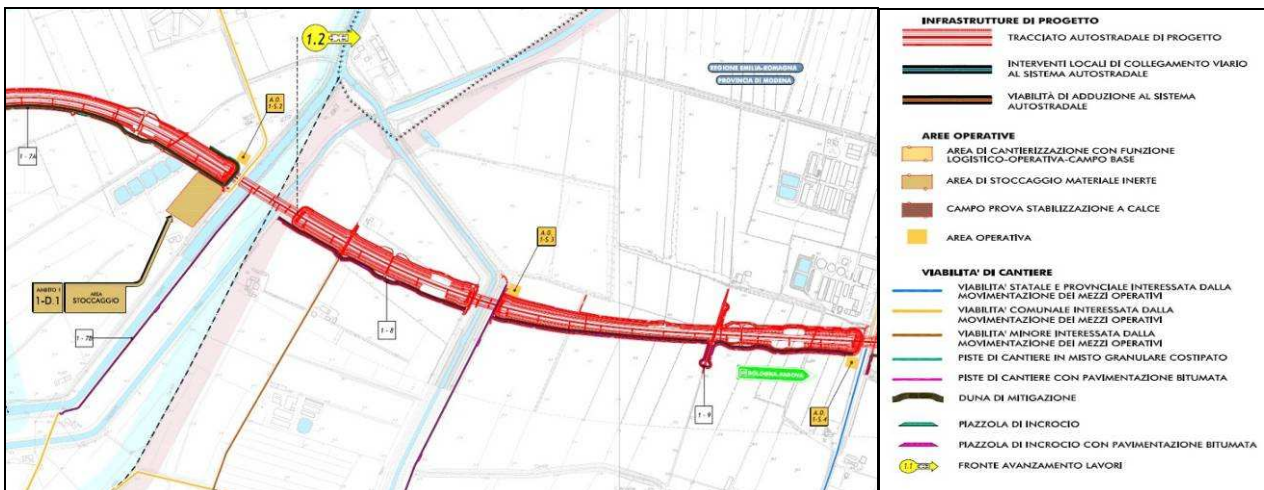 1.2
REGIONE EMILIA-ROMAGNA
PROVINCIA DI MODENA
A.O.
1-S.2
1 - 7A
A.O.
1-S.3
AMBITO 1
1-D.1
AREA
STOCCAGGIO
1 - 7B
1 - 8
BOLOGNA
1 - 9
A.O.
1-S.4
INFRASTRUTTURE DI PROGETTO
TRACCIATO AUTOSTRADALE DI PROGETTO
INTERVENTI LOCALI DI COLLEGAMENTO VIARIO
AL SISTEMA AUTOSTRADALE
VIABILITÀ DI ADDUZIONE AL SISTEMA
AUTOSTRADALE
AREE OPERATIVE
AREA DI CANTIERIZZAZIONE CON FUNZIONE
LOGISTICO-OPERATIVA-CAMPO BASE
AREA DI STOCCAGGIO MATERIALE INERTE
CAMPO PROVA STABILIZZAZIONE A CALCE
AREA OPERATIVA
VIABILITA' DI CANTIERE
VIABILITA' STATALE E PROVINCIALE INTERESSATA DALLA
MOVIMENTAZIONE DEI MEZZI OPERATIVI
VIABILITA' COMUNALE INTERESSATA DALLA
MOVIMENTAZIONE DEI MEZZI OPERATIVI
VIABILITA' MINORE INTERESSATA DALLA
MOVIMENTAZIONE DEI MEZZI OPERATIVI
PISTE DI CANTIERE IN MISTO GRANULARE COSTIPATO
PISTE DI CANTIERE CON PAVIMENTAZIONE BITUMATA
DUNA DI MITIGAZIONE
PIAZZOLA DI INCROCIO
PIAZZOLA DI INCROCIO CON PAVIMENTAZIONE BITUMATA
1.1
FRONTE AVANZAMENTO LAVORI